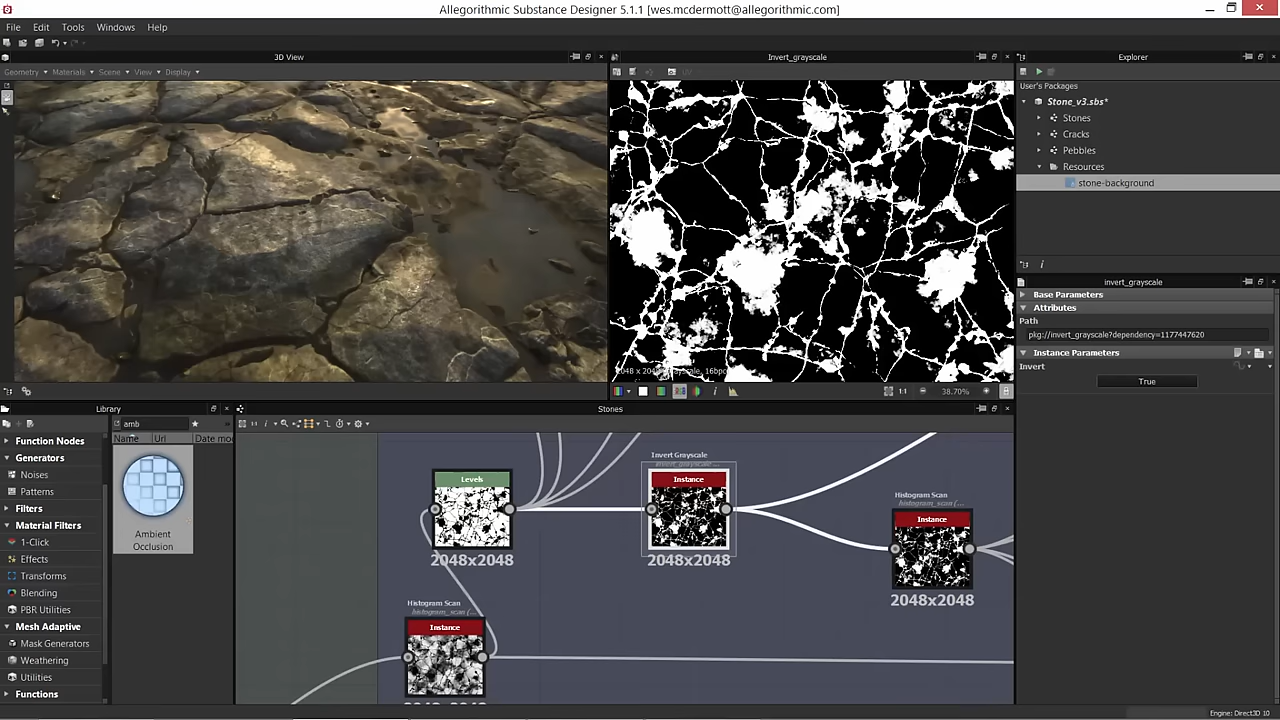 Allegorithmic Substance Designer 5.1.1 [wes.mcdermott@allegorithmic.com]
File Edit Tools Windows Help
3D View
Geometry Materials Scene View Display
Invert_grayscale
38.70%
1:1
Explorer
User's Packages
Stone_v3.sbs*
Stones
Cracks
Pebbles
Resources
stone-background
invert_grayscale
Base Parameters
Attributes
Path
pkg://invert_grayscale?dependency=1177447620
Instance Parameters
Invert
True
Library
amb
Name Url Date mo
Function Nodes
Generators
Noises
Patterns
Filters
Material Filters
1-Click
Effects
Transforms
Blending
PBR Utilities
Mesh Adaptive
Mask Generators
Weathering
Utilities
Functions
Ambient
Occlusion
Stones
Levels
2048x2048
Invert Grayscale
invert_grayscale ...
Instance
2048x2048
Histogram Scan
histogram_scan (...
Instance
2048x2048
Histogram Scan
histogram_scan (...
Instance
Engine: Direct3D 10